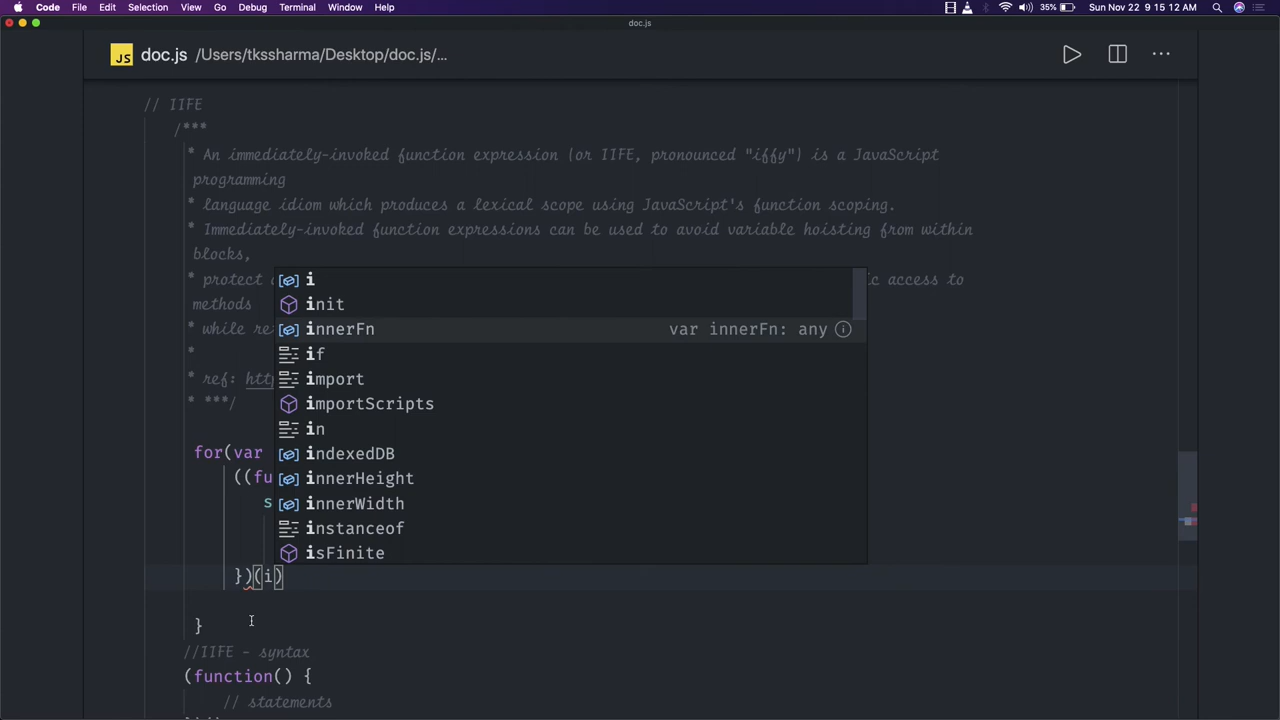 Code File Edit Selection View Go Debug Terminal Window Help 35% Sun Nov 22 9 15 12 AM
doc.js
JS doc.js /Users/tkssharma/Desktop/doc.js/...
// IIFE
/***
* An immediately-invoked function expression (or IIFE, pronounced "iffy") is a JavaScript
programming
* language idiom which produces a lexical scope using JavaScript's function scoping.
* Immediately-invoked function expressions can be used to avoid variable hoisting from within
blocks,
* protect ic access to
methods
* while re
*
* ref: htt
* ***/
i
init
innerFn var innerFn: any
if
import
importScripts
in
indexedDB
innerHeight
innerWidth
instanceof
isFinite
for(var
((fu
s
})(i)
}
//IIFE - syntax
(function() {
// statements